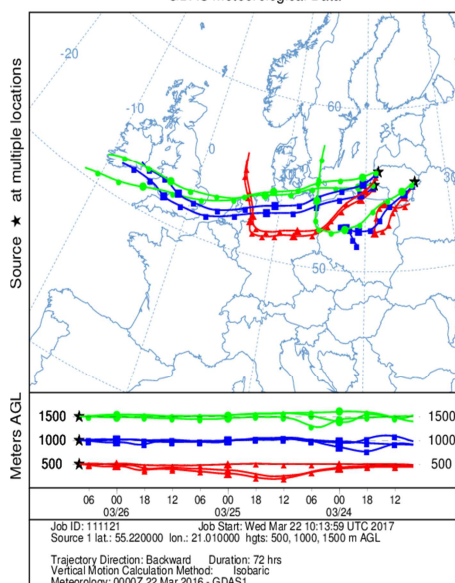 -20
-10
0
60
30
50
Source ★ at multiple locations
Meters AGL
1500 1500
1000 1000
500 500
06 00 18 12 06 00 18 12 06 00 18 12
03/26 03/25 03/24
Job ID: 111121 Job Start: Wed Mar 22 10:13:59 UTC 2017
Source 1 lat.: 55.220000 lon.: 21.010000 hgts: 500, 1000, 1500 m AGL
Trajectory Direction: Backward Duration: 72 hrs
Vertical Motion Calculation Method: Isobaric
Meteorology: 0000Z 22 Mar 2016 - GDAS1